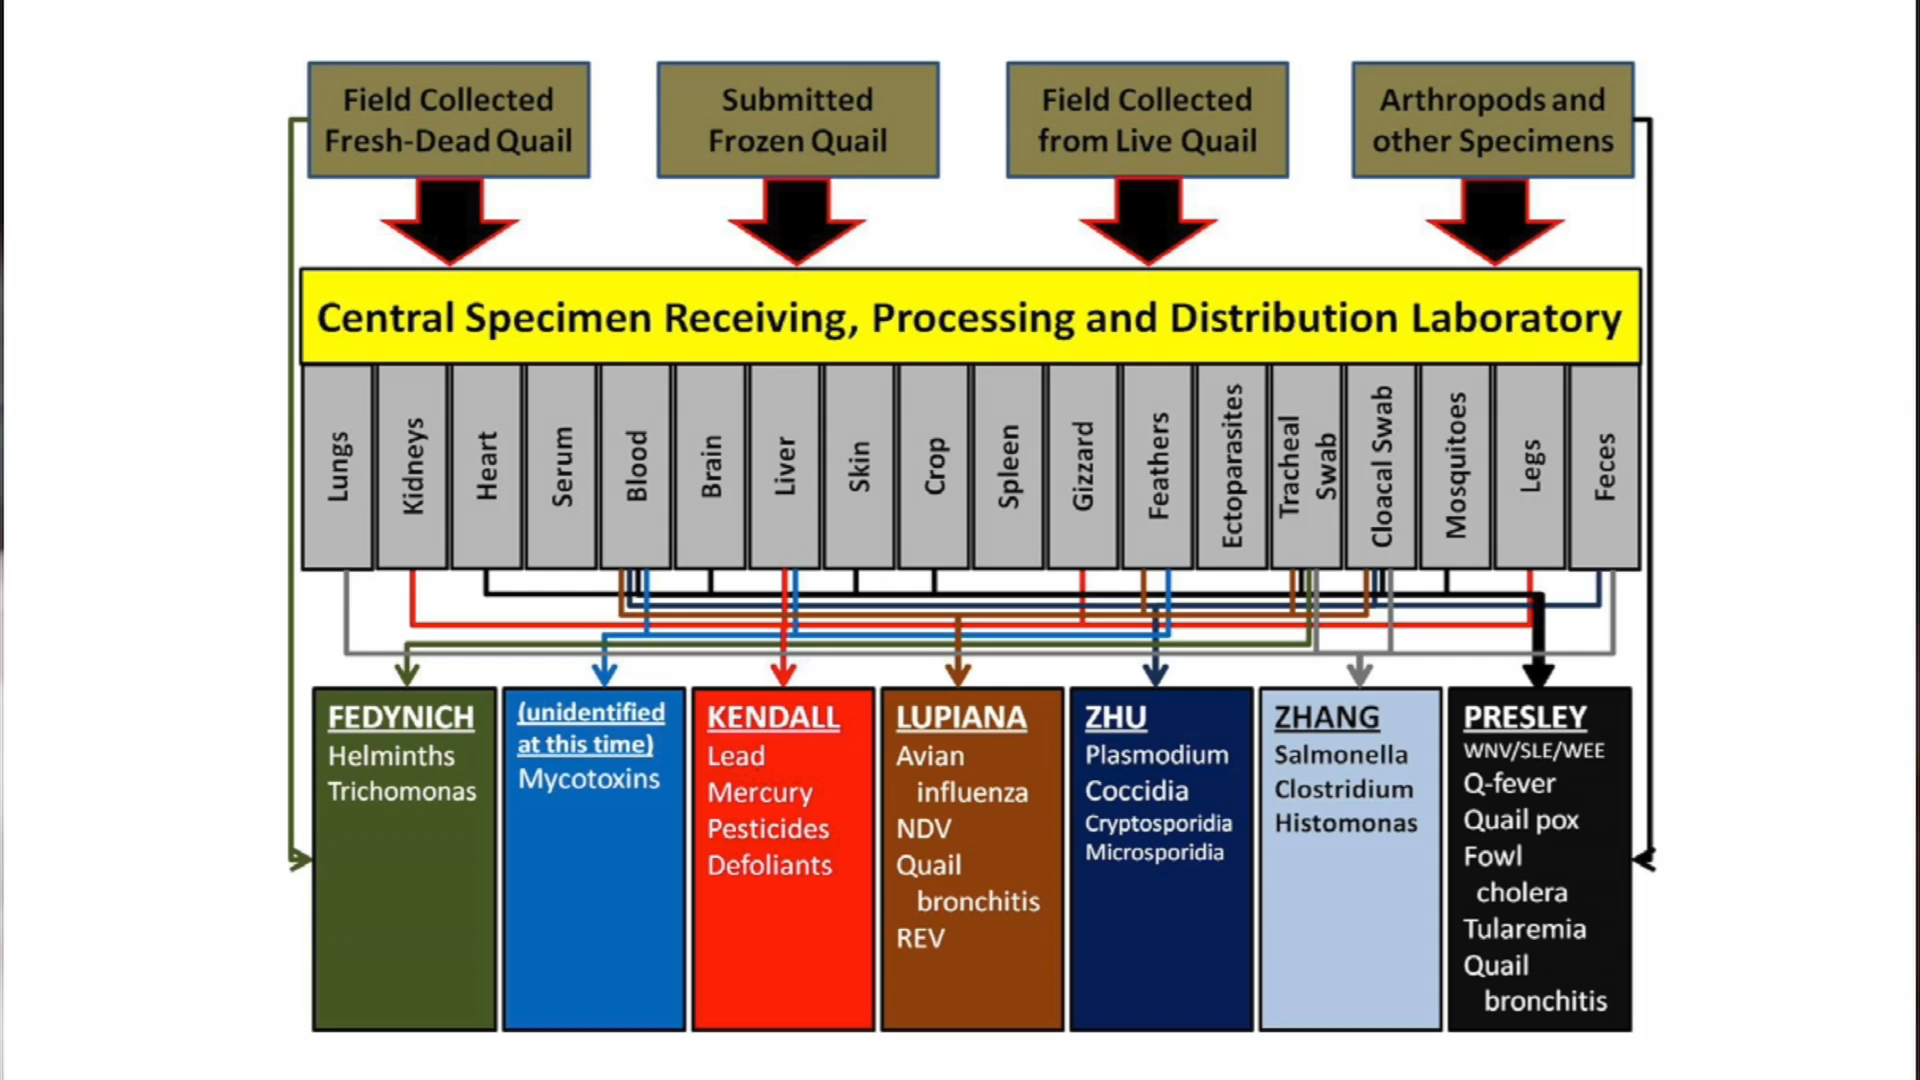 Field Collected
Fresh-Dead Quail
Submitted
Frozen Quail
Field Collected
from Live Quail
Arthropods and
other Specimens
Central Specimen Receiving, Processing and Distribution Laboratory
Lungs
Kidneys
Heart
Serum
Blood
Brain
Liver
Skin
Crop
Spleen
Gizzard
Feathers
Ectoparasites
Tracheal
Swab
Cloacal Swab
Mosquitoes
Legs
Feces
FEDYNICH
Helminths
Trichomonas
(unidentified
at this time)
Mycotoxins
KENDALL
Lead
Mercury
Pesticides
Defoliants
LUPIANA
Avian
influenza
NDV
Quail
bronchitis
REV
ZHU
Plasmodium
Coccidia
Cryptosporidia
Microsporidia
ZHANG
Salmonella
Clostridium
Histomonas
PRESLEY
WNV/SLE/WEE
Q-fever
Quail pox
Fowl
cholera
Tularemia
Quail
bronchitis